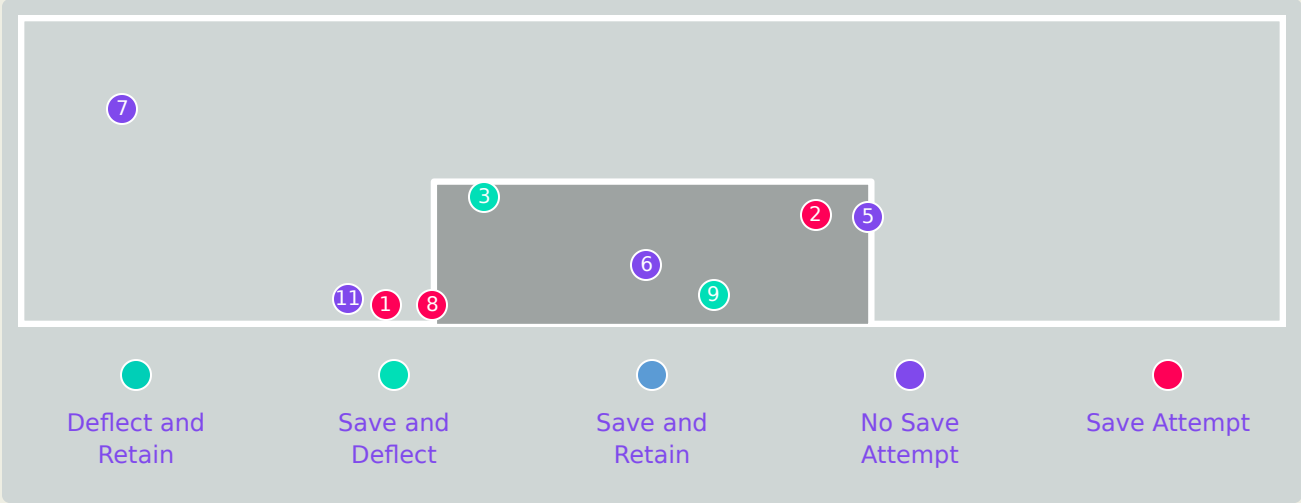 7
3
2
5
6
9
11
1
8
Deflect and
Retain
Save and
Deflect
Save and
Retain
No Save
Attempt
Save Attempt